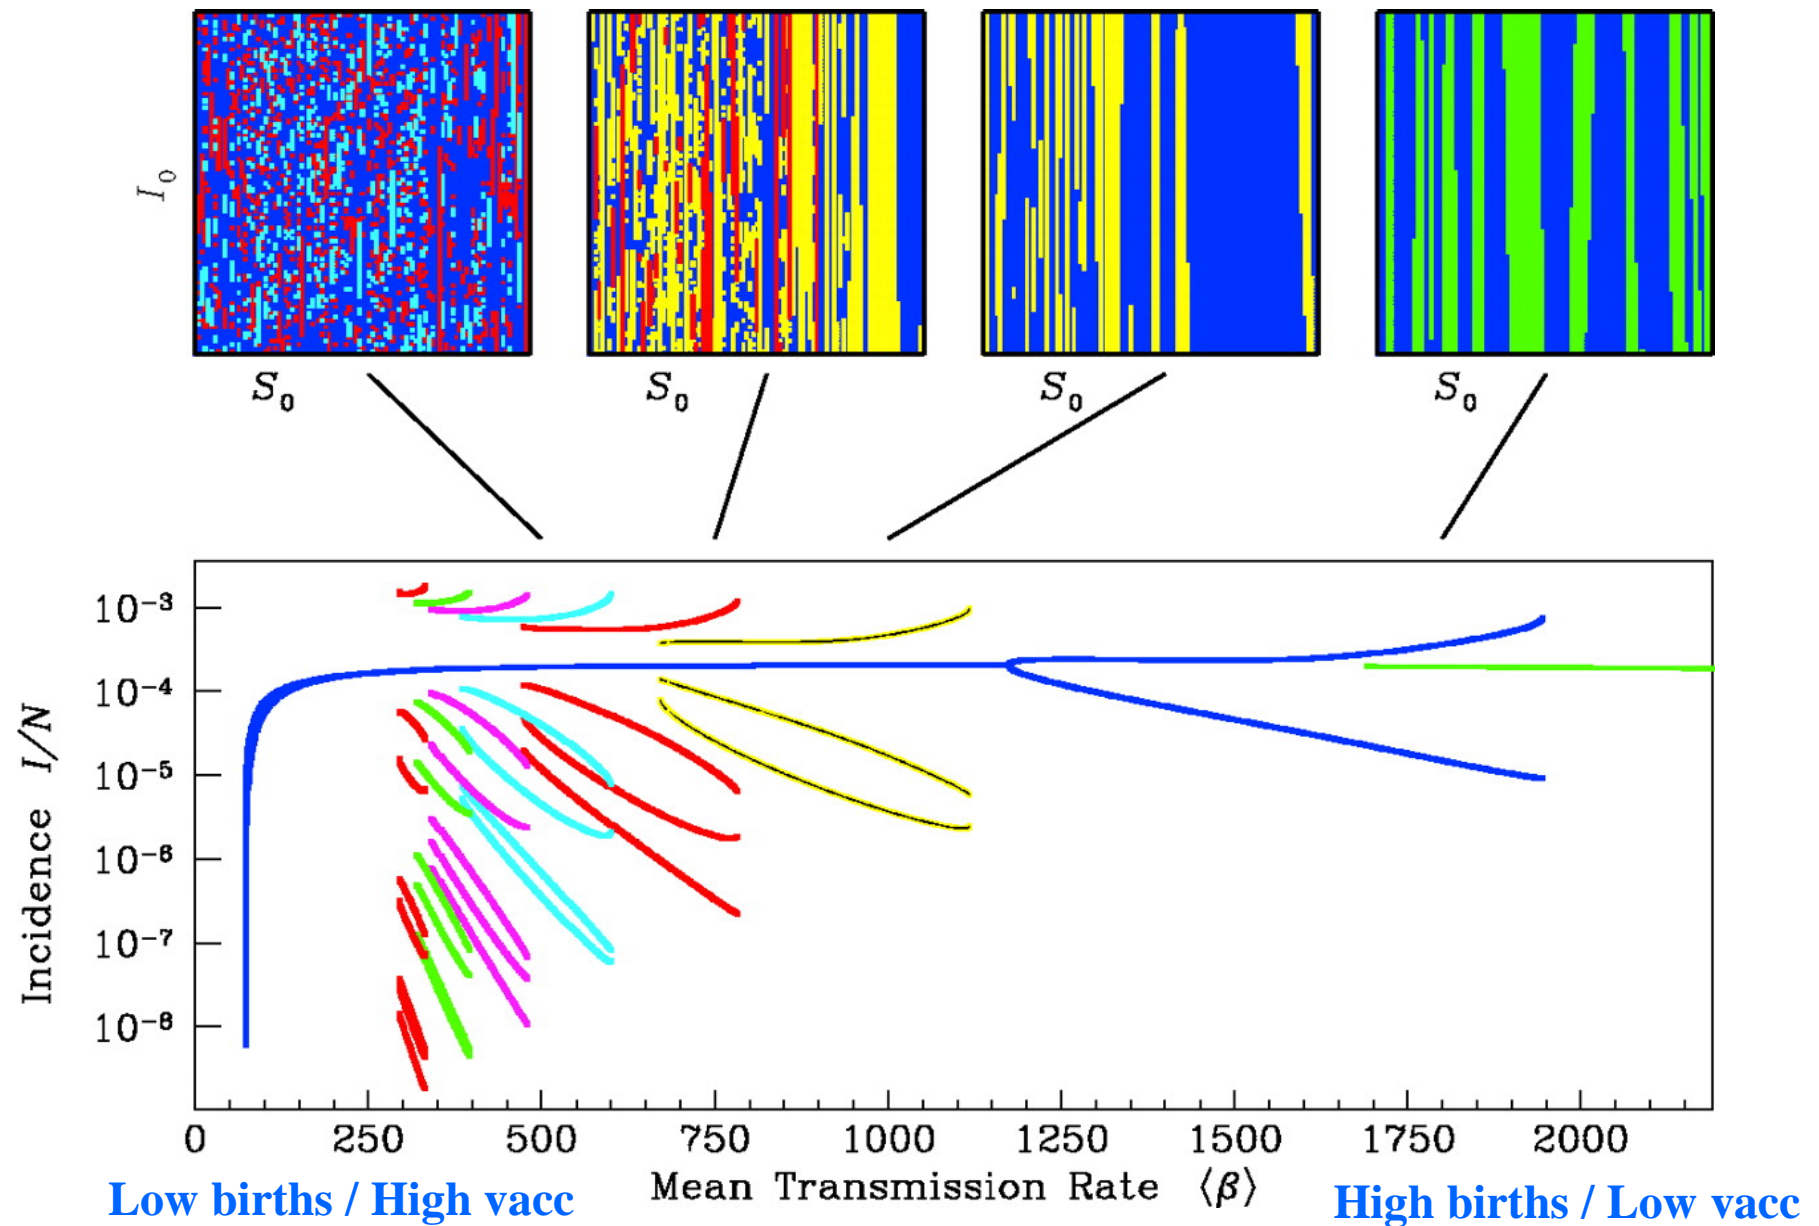 I₀
S₀ S₀ S₀ S₀
Incidence I/N
10⁻³
10⁻⁴
10⁻⁵
10⁻⁶
10⁻⁷
10⁻⁸
0 250 500 750 1000 1250 1500 1750 2000
Mean Transmission Rate ⟨β⟩
Low births / High vacc
High births / Low vacc